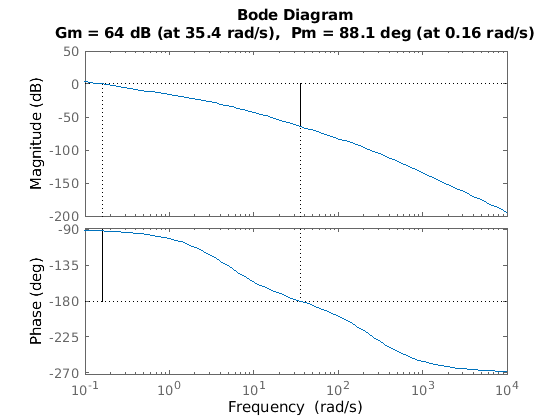 Bode Diagram
Gm = 64 dB (at 35.4 rad/s),  Pm = 88.1 deg (at 0.16 rad/s)
Magnitude (dB)
50
0
-50
-100
-150
-200
Phase (deg)
-90
-135
-180
-225
-270
10^-1 10^0 10^1 10^2 10^3 10^4
Frequency  (rad/s)